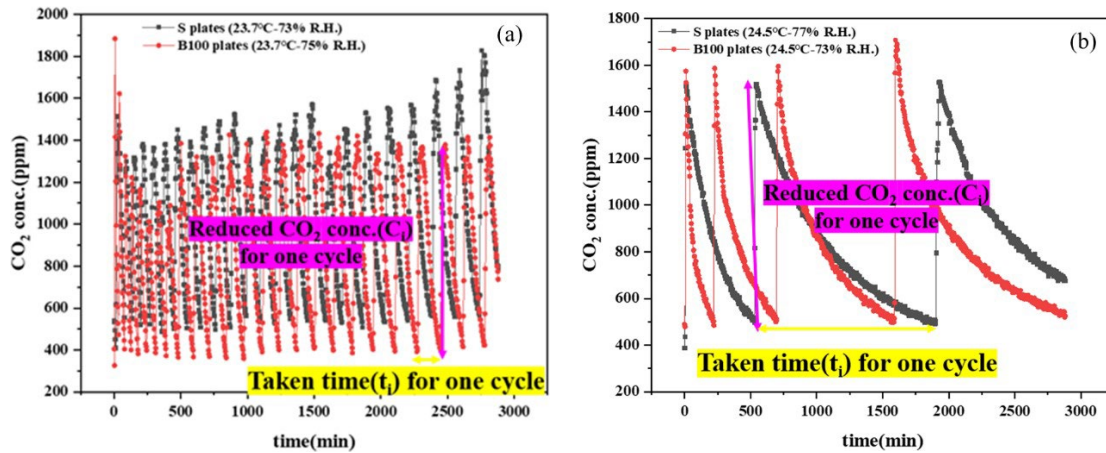 S plates (23.7°C-73% R.H.)
B100 plates (23.7°C-75% R.H.)
(a)
2000
1800
1600
1400
1200
1000
800
600
400
200
CO₂ conc.(ppm)
Reduced CO₂ conc.(Cᵢ)
for one cycle
Taken time(tᵢ) for one cycle
0
500
1000
1500
2000
2500
3000
time(min)
S plates (24.5°C-77% R.H.)
B100 plates (24.5°C-73% R.H.)
(b)
1800
1600
1400
1200
1000
800
600
400
200
CO₂ conc.(ppm)
Reduced CO₂ conc.(Cᵢ)
for one cycle
Taken time(tᵢ) for one cycle
0
500
1000
1500
2000
2500
3000
time(min)